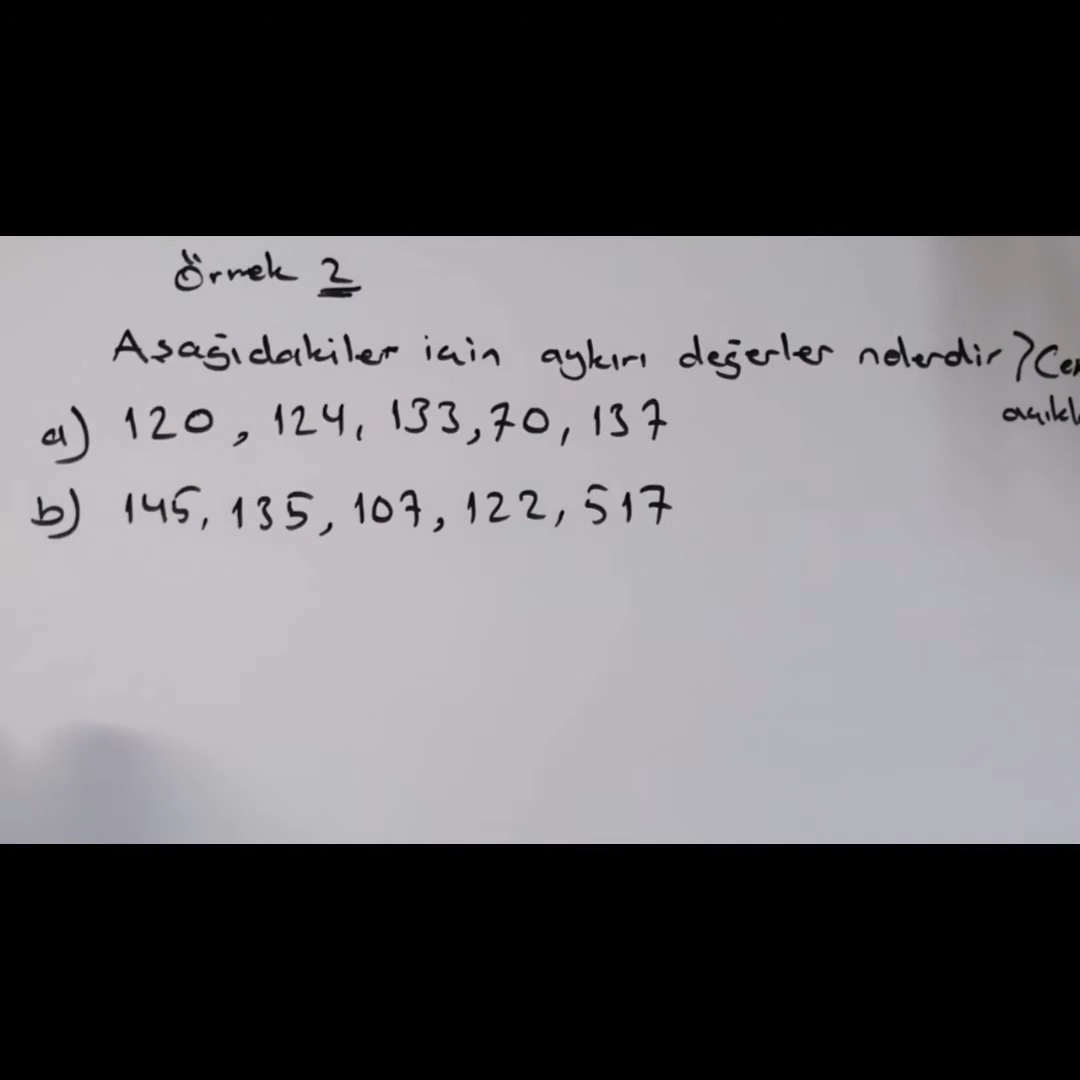 Örnek 2
Aşağıdakiler için aykırı değerler nelerdir?
a) 120, 124, 133, 70, 137
b) 145, 135, 107, 122, 517